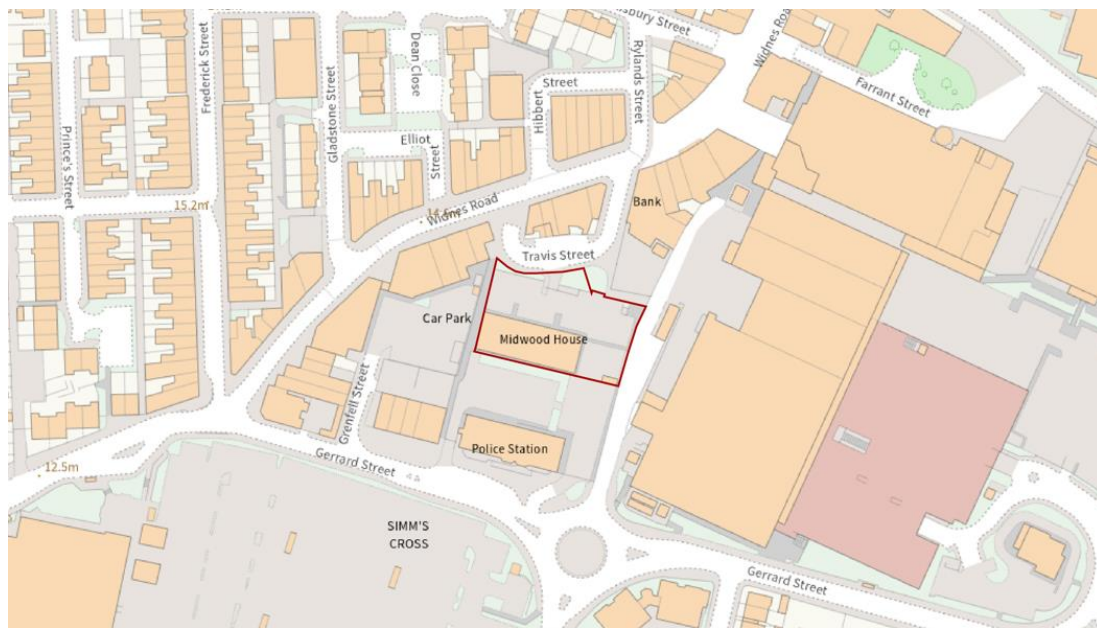 Frederick Street
Dean Close
Rylands Street
Widnes Road
Street
Farrant Street
Prince's Street
Gladstone Street
Hibbert
Elliot
Street
15.2m
Widnes Road
Bank
Travis Street
Car Park
Midwood House
Grenfell Street
Police Station
Gerrard Street
12.5m
SIMM'S
CROSS
Gerrard Street